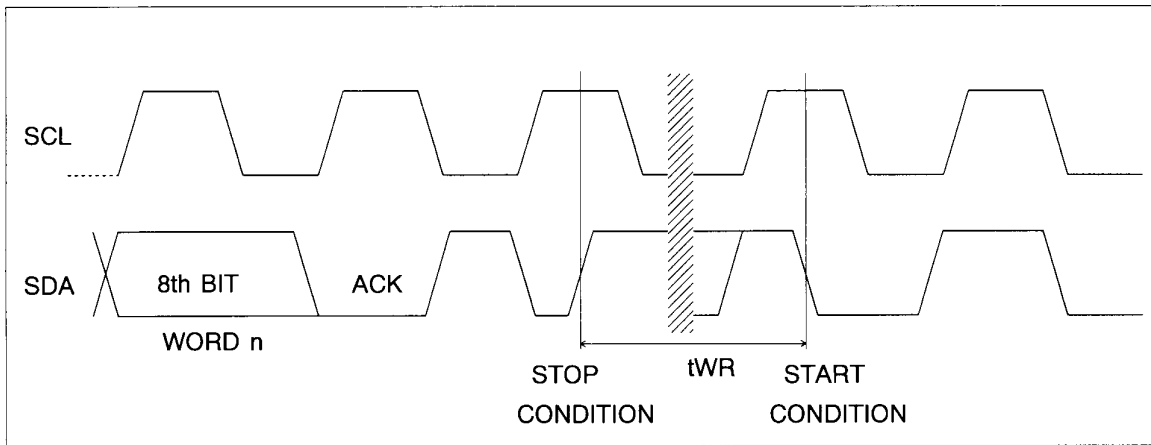 SCL
SDA
8th BIT
ACK
WORD n
tWR
STOP
CONDITION
START
CONDITION